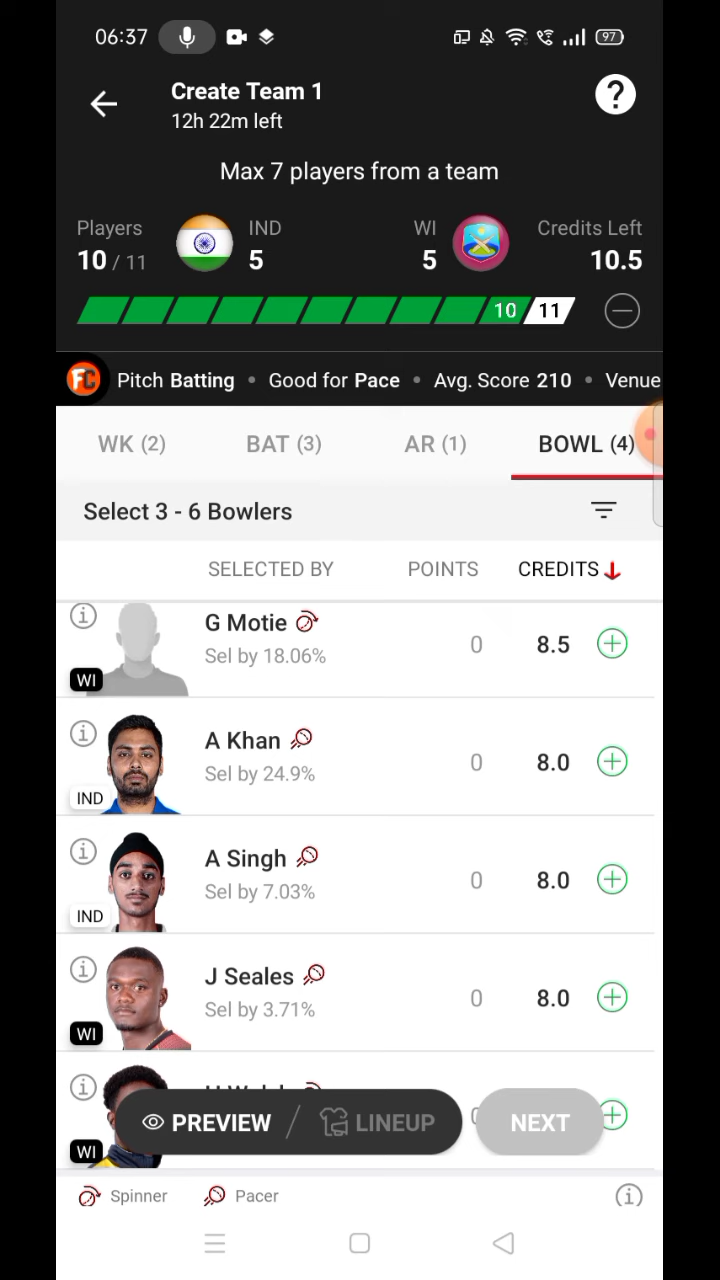 06:37
97
Create Team 1
12h 22m left
?
Max 7 players from a team
Players IND WI Credits Left
10 / 11 5 5 10.5
10 11
FC Pitch Batting • Good for Pace • Avg. Score 210 • Venue
WK (2) BAT (3) AR (1) BOWL (4)
Select 3 - 6 Bowlers
SELECTED BY POINTS CREDITS
G Motie
Sel by 18.06%
0 8.5
WI
A Khan
Sel by 24.9%
0 8.0
IND
A Singh
Sel by 7.03%
0 8.0
IND
J Seales
Sel by 3.71%
0 8.0
WI
WI
PREVIEW / LINEUP NEXT
Spinner Pacer